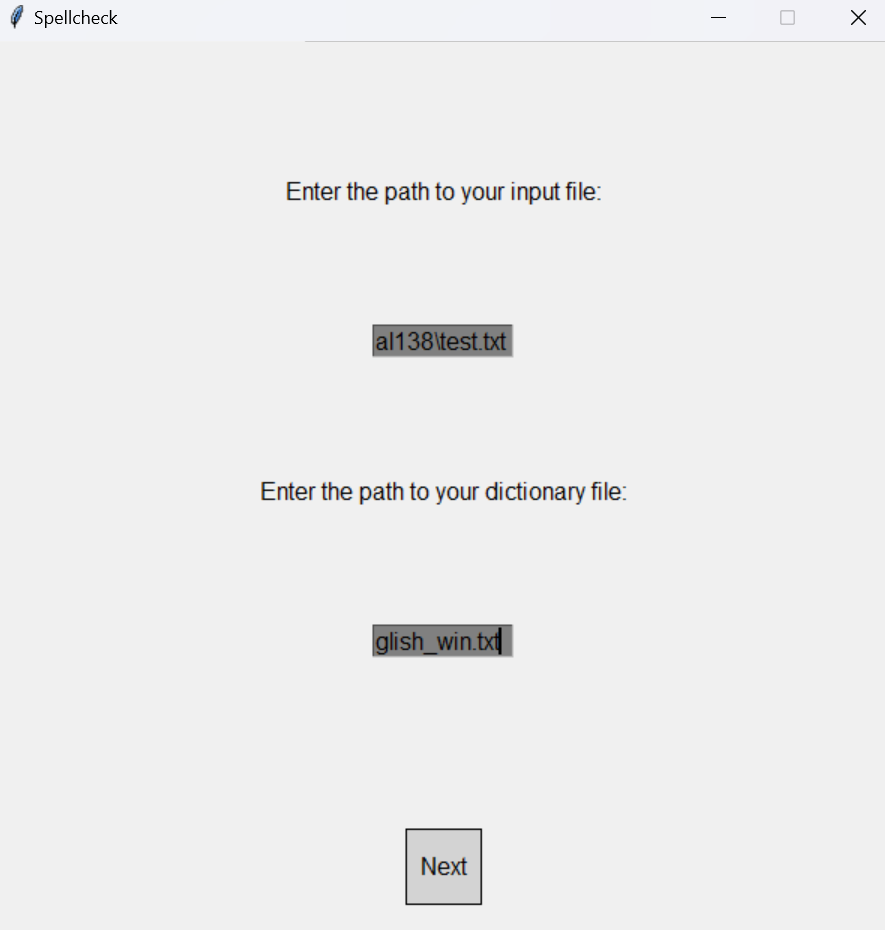 Spellcheck
Enter the path to your input file:
al138\test.txt
Enter the path to your dictionary file:
glish_win.txt
Next